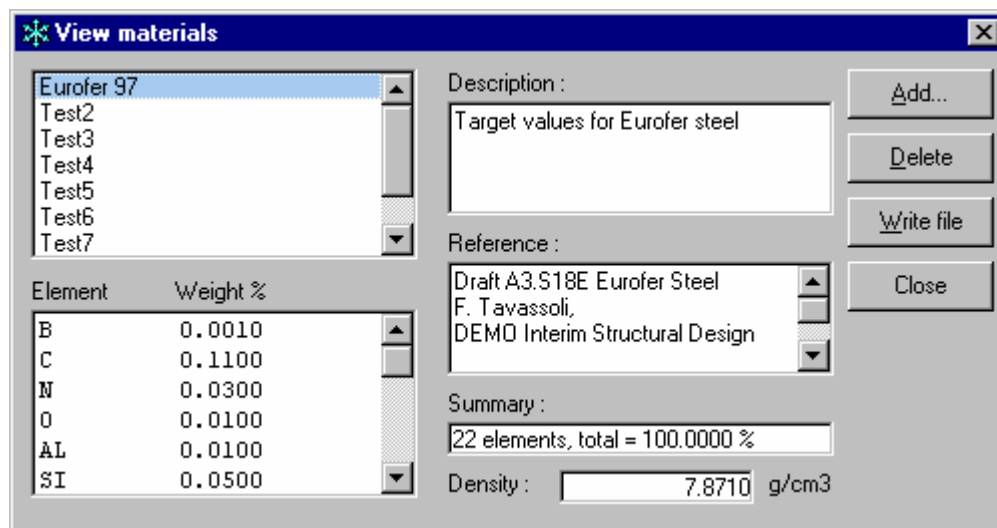 View materials
Eurofer 97
Test2
Test3
Test4
Test5
Test6
Test7
Element Weight %
B 0.0010
C 0.1100
N 0.0300
O 0.0100
AL 0.0100
SI 0.0500
Description :
Target values for Eurofer steel
Reference :
Draft A3.S18E Eurofer Steel
F. Tavassoli,
DEMO Interim Structural Design
Summary :
22 elements, total = 100.0000 %
Density : 7.8710 g/cm3
Add...
Delete
Write file
Close